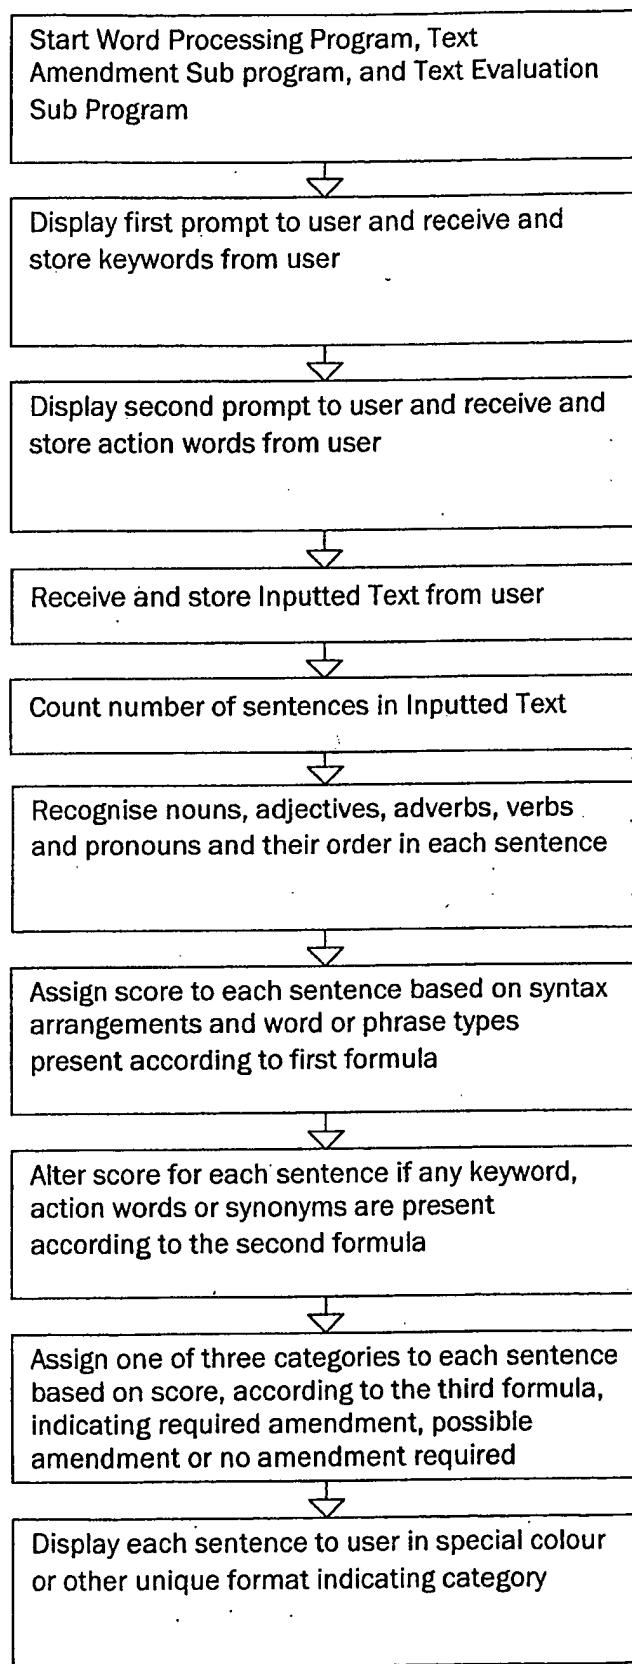 Start Word Processing Program, Text
Amendment Sub program, and Text Evaluation
Sub Program
Display first prompt to user and receive and
store keywords from user
Display second prompt to user and receive and
store action words from user
Receive and store Inputted Text from user
Count number of sentences in Inputted Text
Recognise nouns, adjectives, adverbs, verbs
and pronouns and their order in each sentence
Assign score to each sentence based on syntax
arrangements and word or phrase types
present according to first formula
Alter score for each sentence if any keyword,
action words or synonyms are present
according to the second formula
Assign one of three categories to each sentence
based on score, according to the third formula,
indicating required amendment, possible
amendment or no amendment required
Display each sentence to user in special colour
or other unique format indicating category